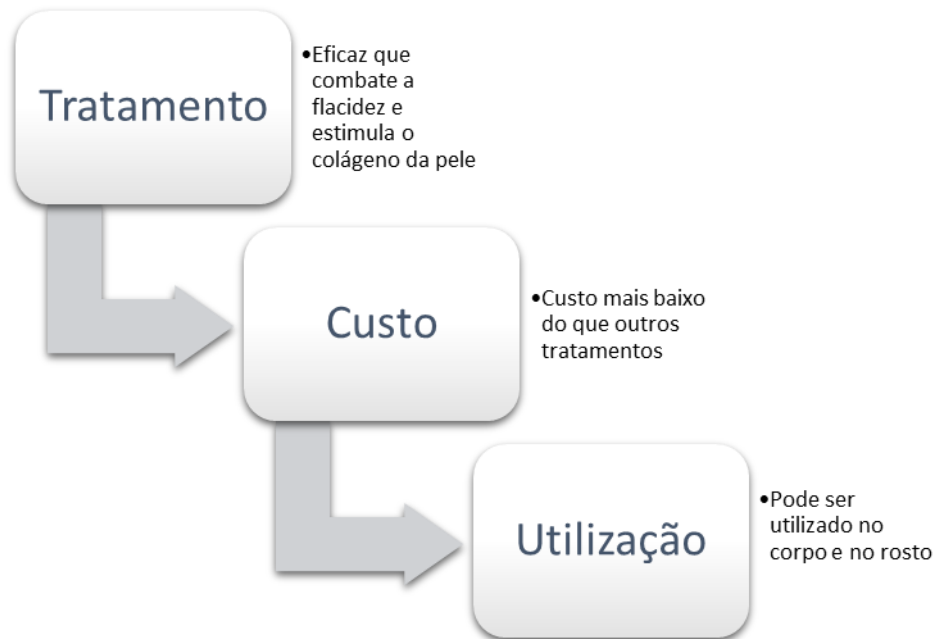 Tratamento
•Eficaz que
combate a
flacidez e
estimula o
colágeno da pele
Custo
•Custo mais baixo
do que outros
tratamentos
Utilização
•Pode ser
utilizado no
corpo e no rosto